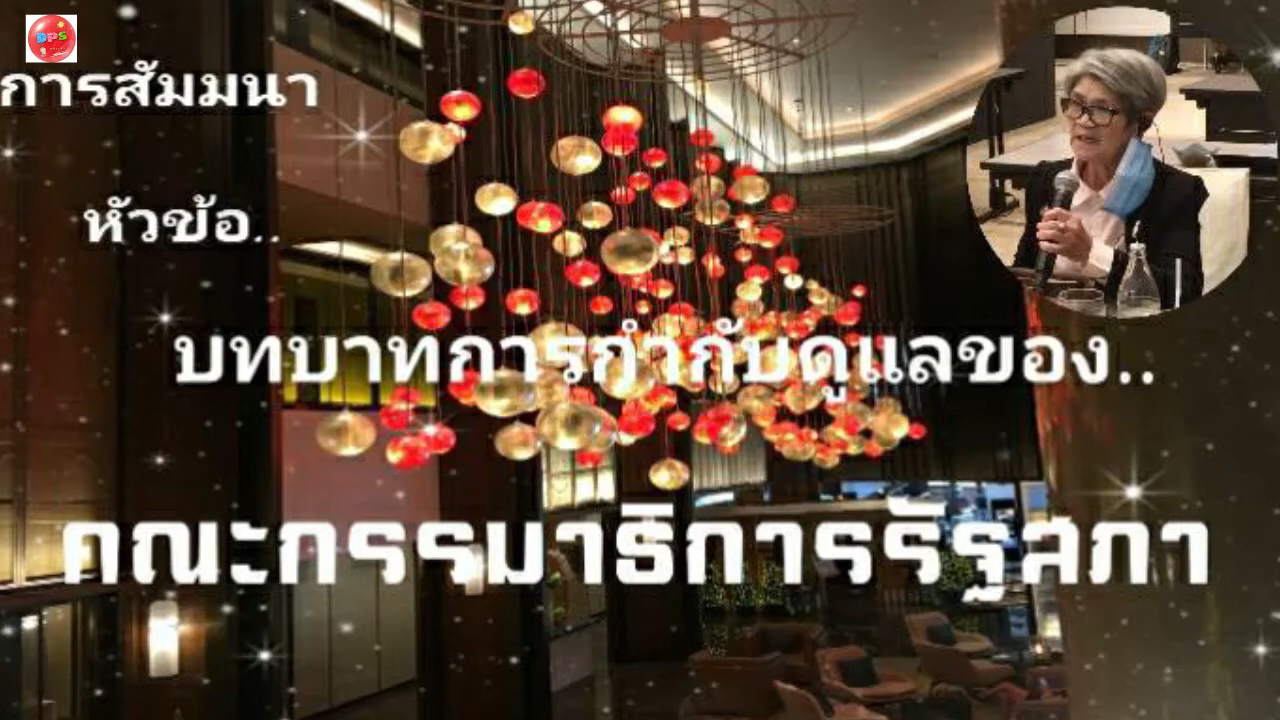 DPS
การสัมมนา
หัวข้อ..
บทบาทการกำกับดูแลของ..
คณะกรรมาธิการรัฐสภา